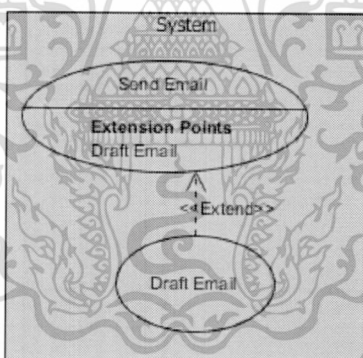 System
Send Email
Extension Points
Draft Email
<<Extend>>
Draft Email